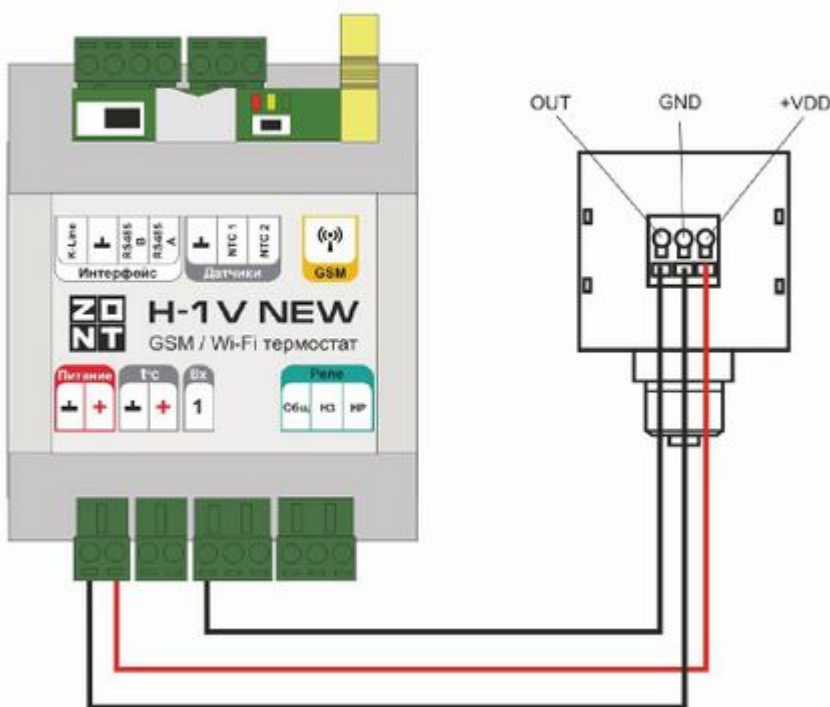 OUT GND +VDD
K-Line RS485 B RS485 A NTC 1 NTC 2
Интерфейс Датчики GSM
ZONT H-1V NEW
GSM / Wi-Fi термостат
Питание t°c Вх Реле
+ + 1 Общ НЗ НР